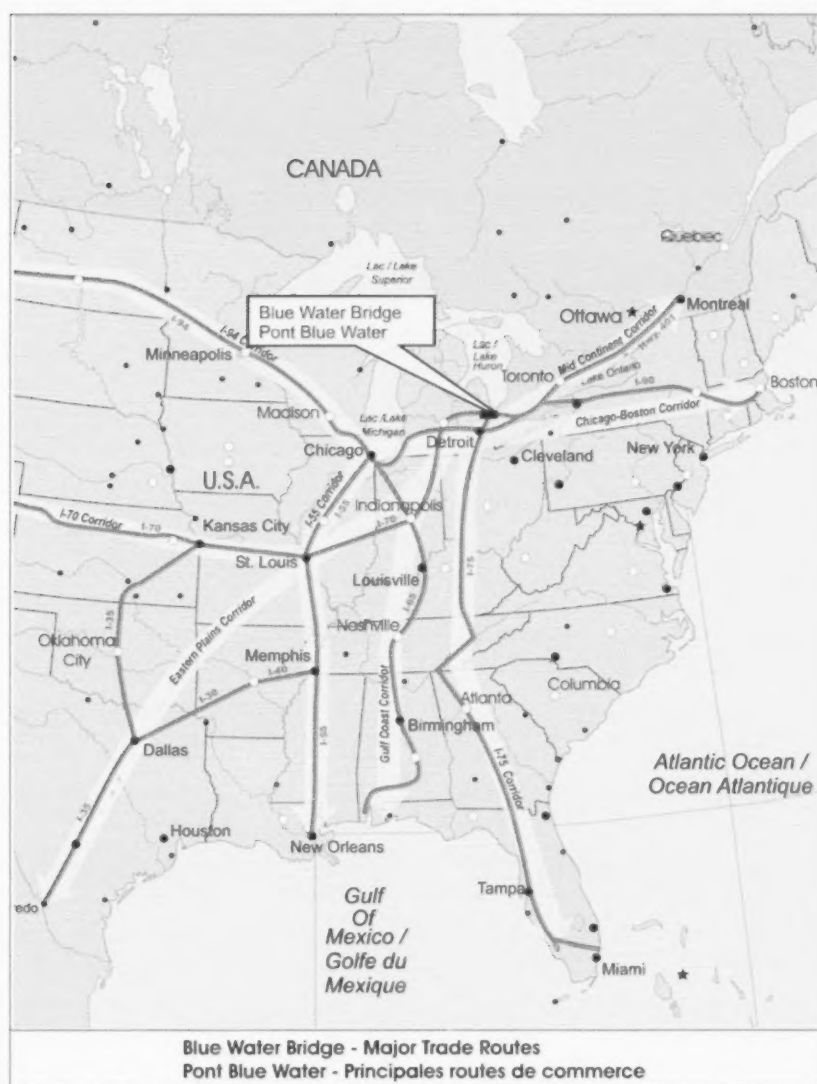 CANADA
Quebec
Lac / Lake
Superior
Blue Water Bridge
Pont Blue Water
Ottawa
Montreal
I-94
I-94 Corridor
Minneapolis
Lac /
Lake
Huron
Mid Continent Corridor
Hwy. 401
Toronto
Lake Ontario
I-90
Boston
Madison
Lac /Lake
Michigan
Chicago-Boston Corridor
Detroit
Chicago
Cleveland
New York
U.S.A.
I-55 Corridor
I-55
Indianapolis
I-70 Corridor
I-70
Kansas City
I-70
St. Louis
Louisville
I-75
I-65
I-35
Nashville
Oklahoma
City
Eastern Plains Corridor
Memphis
I-40
I-30
Columbia
Atlanta
Gulf Coast Corridor
Birmingham
Dallas
I-55
I-75 Corridor
Atlantic Ocean /
Ocean Atlantique
I-35
Houston
New Orleans
Tampa
redo
Gulf
Of
Mexico /
Golfe du
Mexique
Miami
Blue Water Bridge - Major Trade Routes
Pont Blue Water - Principales routes de commerce